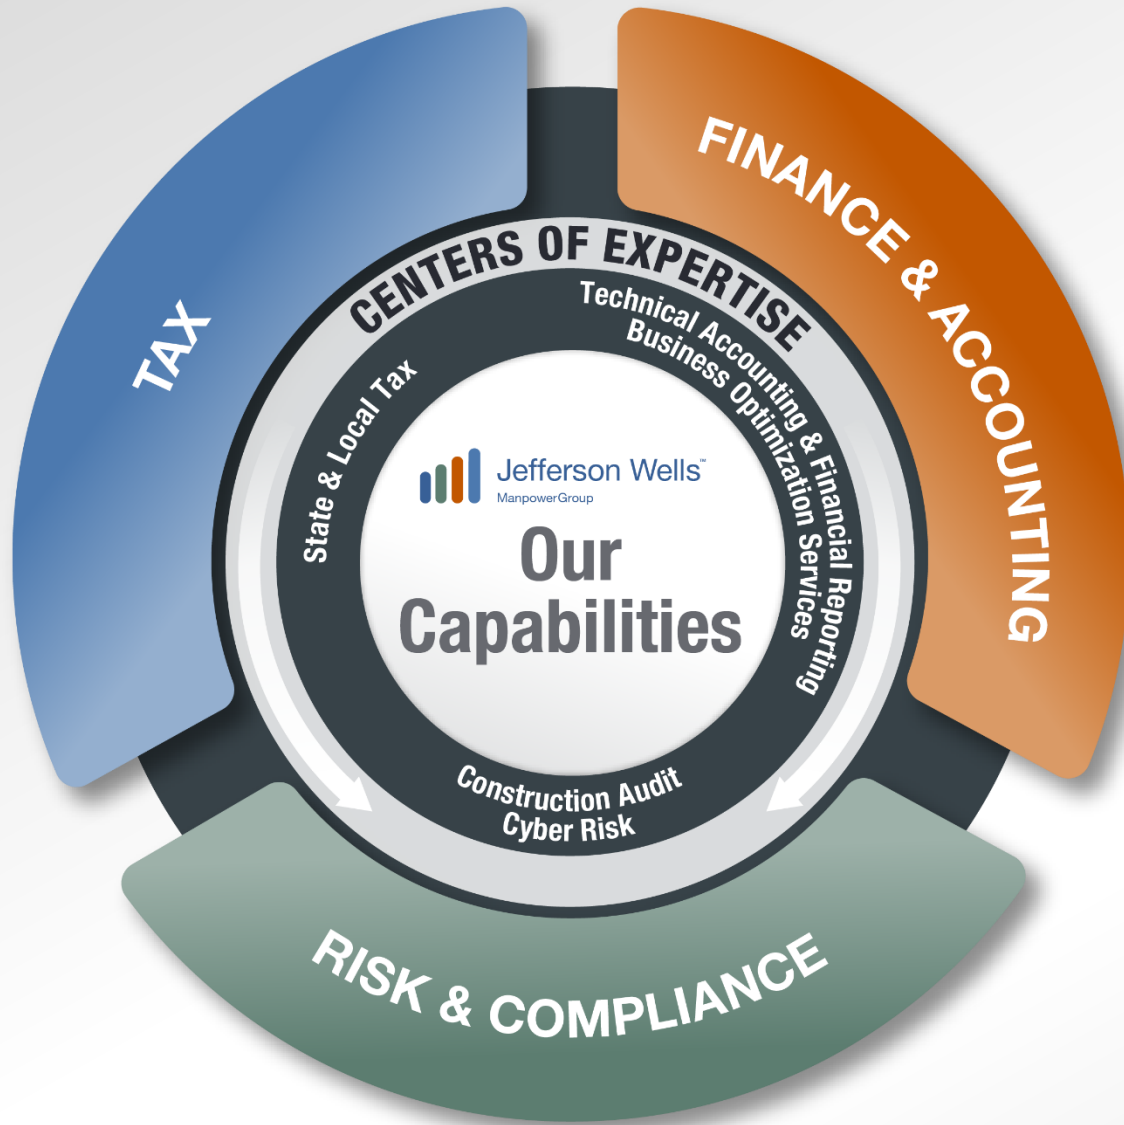 TAX
FINANCE & ACCOUNTING
RISK & COMPLIANCE
CENTERS OF EXPERTISE
State & Local Tax
Technical Accounting & Financial Reporting
Business Optimization Services
Construction Audit
Cyber Risk
Jefferson Wells™
ManpowerGroup
Our
Capabilities